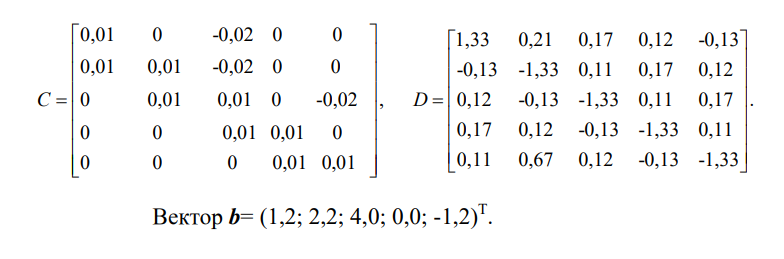 0,01 0 -0,02 0 0 1,33 0,21 0,17 0,12 -0,13
0,01 0,01 -0,02 0 0 -0,13 -1,33 0,11 0,17 0,12
C = 0 0,01 0,01 0 -0,02 , D = 0,12 -0,13 -1,33 0,11 0,17 .
0 0 0,01 0,01 0 0,17 0,12 -0,13 -1,33 0,11
0 0 0 0,01 0,01 0,11 0,67 0,12 -0,13 -1,33
Вектор b= (1,2; 2,2; 4,0; 0,0; -1,2)ᵀ.